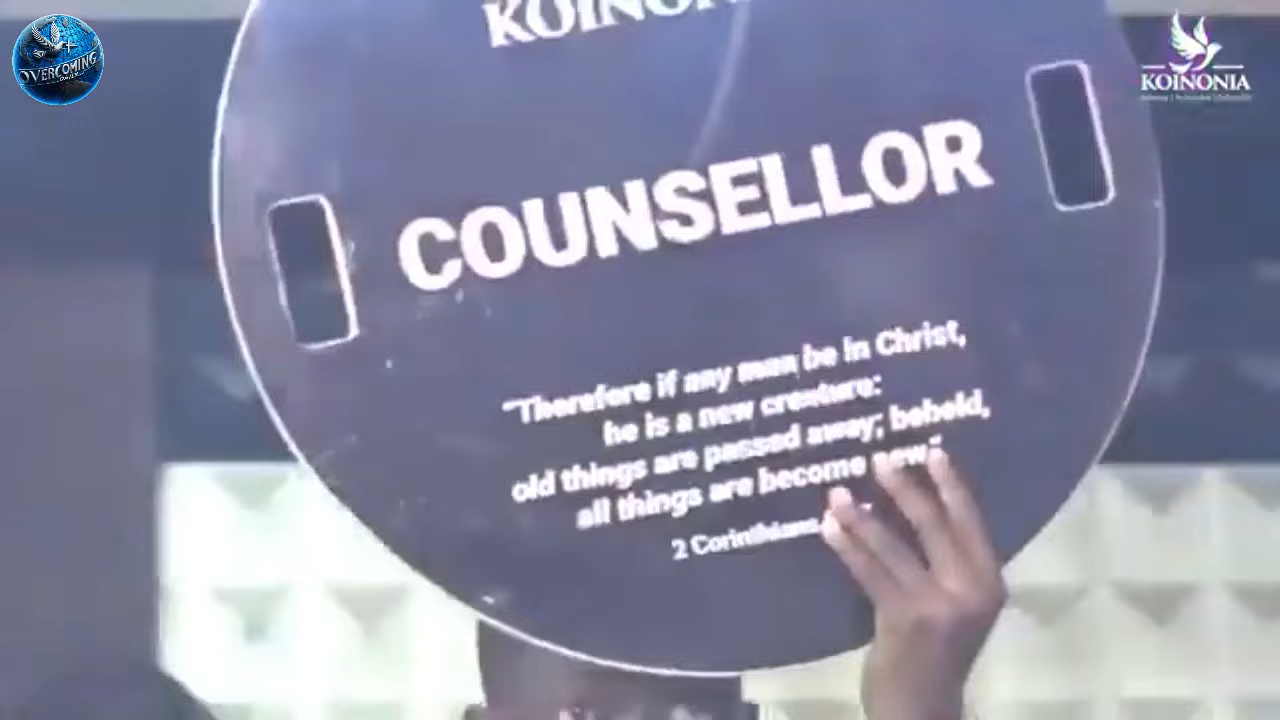 OVERCOMING
KOINONIA
KOINON
COUNSELLOR
"Therefore if any man be in Christ,
he is a new creature:
old things are passed away; behold,
all things are become new."
2 Corinthians